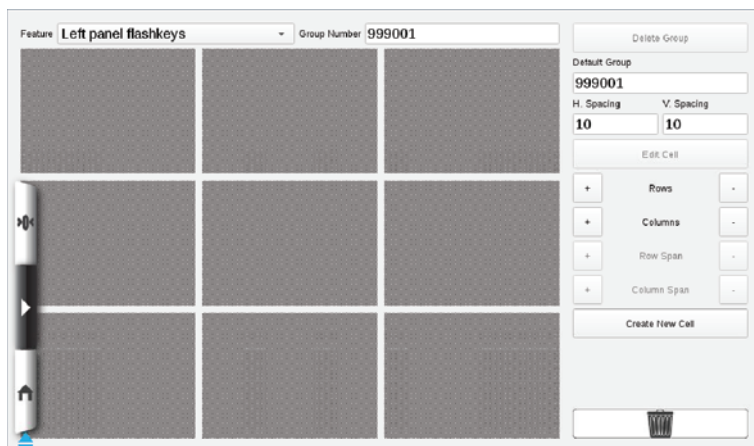 Feature Left panel flashkeys Group Number 999001
Delete Group
Default Group
999001
H. Spacing V. Spacing
10 10
Edit Cell
+ Rows -
+ Columns -
+ Row Span -
+ Column Span -
Create New Cell